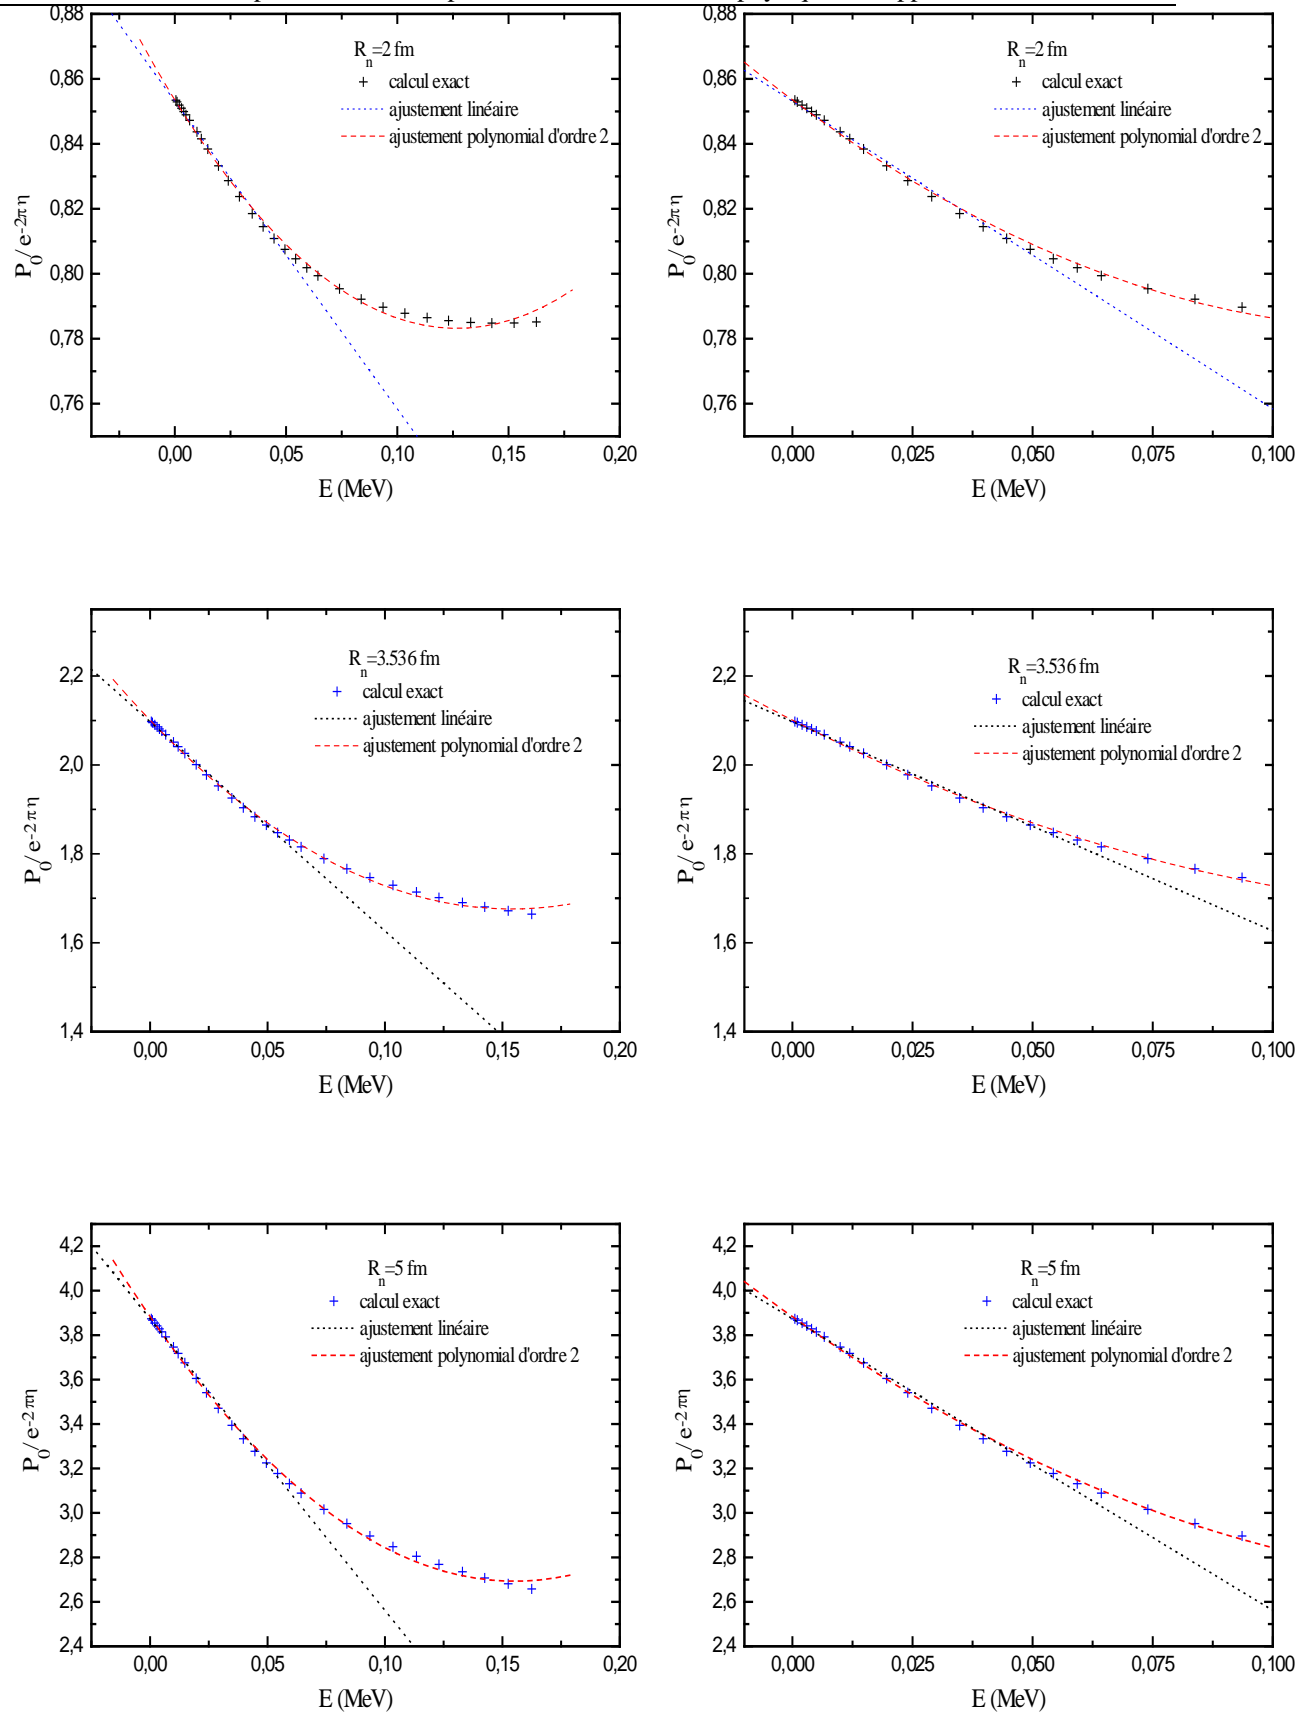 0,88
0,86
0,84
0,82
0,80
0,78
0,76
P0/ e-2πη
Rn=2 fm
calcul exact
ajustement linéaire
ajustement polynomial d'ordre 2
0,00 0,05 0,10 0,15 0,20
E (MeV)
0,88
0,86
0,84
0,82
0,80
0,78
0,76
P0/ e-2πη
Rn=2 fm
calcul exact
ajustement linéaire
ajustement polynomial d'ordre 2
0,000 0,025 0,050 0,075 0,100
E (MeV)
2,2
2,0
1,8
1,6
1,4
P0/ e-2πη
Rn=3.536 fm
calcul exact
ajustement linéaire
ajustement polynomial d'ordre 2
0,00 0,05 0,10 0,15 0,20
E (MeV)
2,2
2,0
1,8
1,6
1,4
P0/ e-2πη
Rn=3.536 fm
calcul exact
ajustement linéaire
ajustement polynomial d'ordre 2
0,000 0,025 0,050 0,075 0,100
E (MeV)
4,2
4,0
3,8
3,6
3,4
3,2
3,0
2,8
2,6
2,4
P0/ e-2πη
Rn=5 fm
calcul exact
ajustement linéaire
ajustement polynomial d'ordre 2
0,00 0,05 0,10 0,15 0,20
E (MeV)
4,2
4,0
3,8
3,6
3,4
3,2
3,0
2,8
2,6
2,4
P0/ e-2πη
Rn=5 fm
calcul exact
ajustement linéaire
ajustement polynomial d'ordre 2
0,000 0,025 0,050 0,075 0,100
E (MeV)